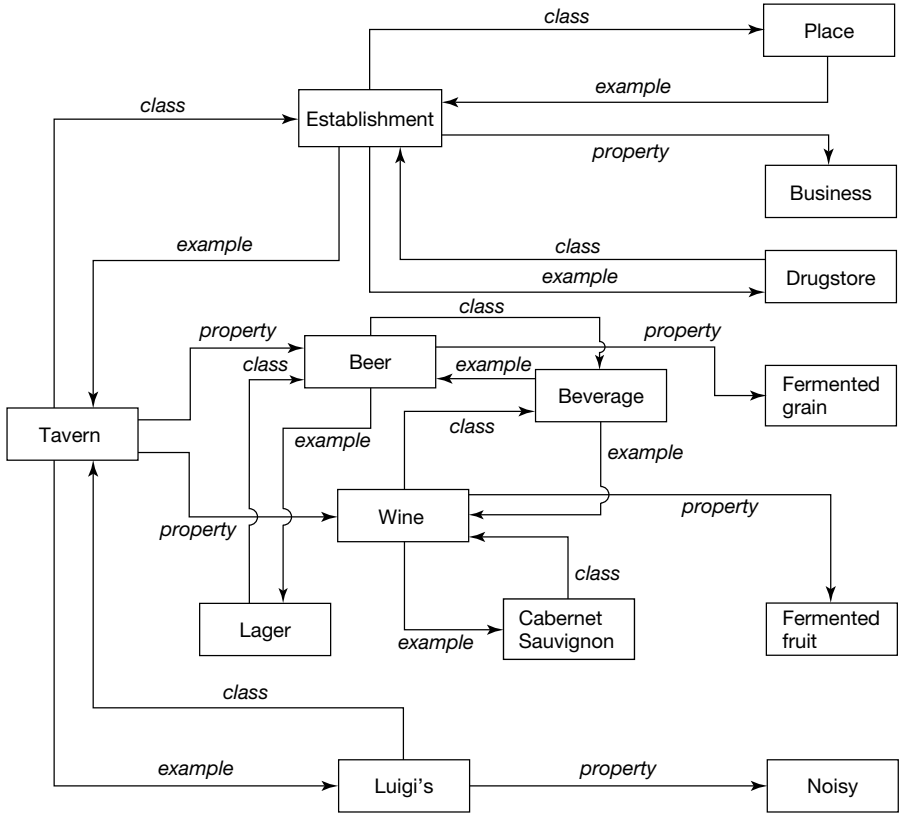 class
Place
example
class
Establishment
property
Business
example
class
Drugstore
example
class
property
property
Beer
class
example
Beverage
Fermented
grain
Tavern
example
class
example
property
Wine
property
class
Lager
example
Cabernet
Sauvignon
Fermented
fruit
class
example
Luigi's
property
Noisy